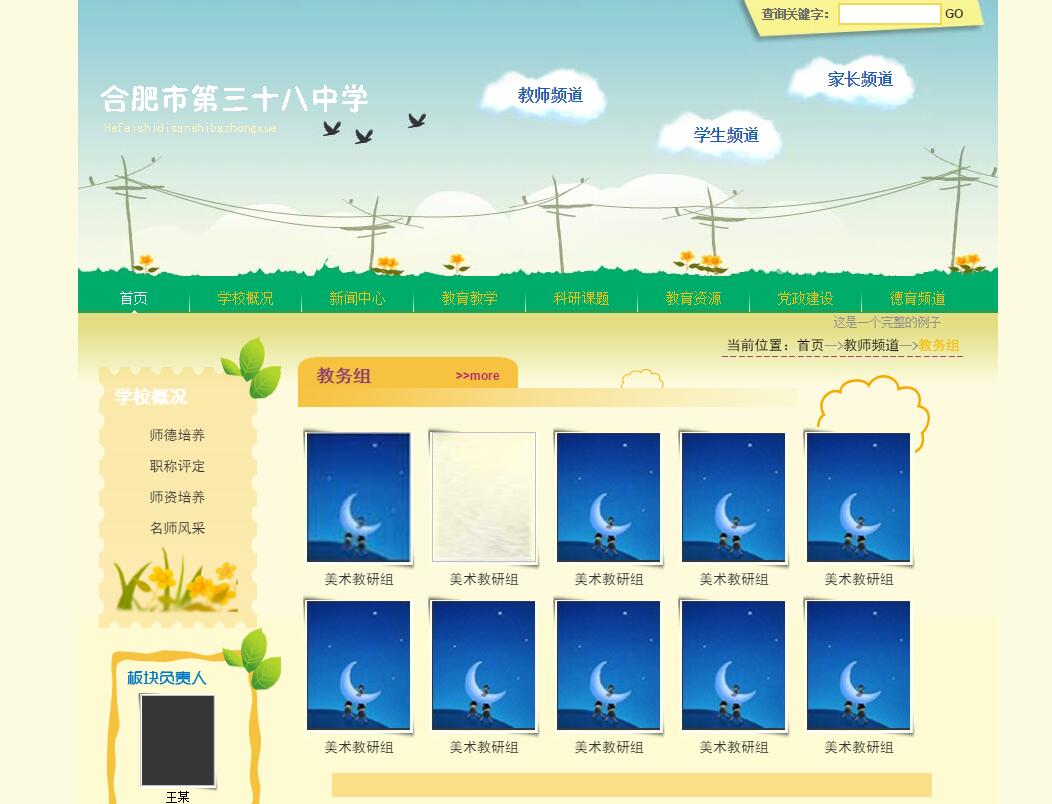 查询关键字： GO
家长频道
教师频道
合肥市第三十八中学
Hefeishidisanshibazhongxue
学生频道
首页 学校概况 新闻中心 教育教学 科研课题 教育资源 党政建设 德育频道
这是一个完整的例子
当前位置：首页—>教师频道—>教务组
教务组 >>more
学校概况
师德培养
职称评定
师资培养
名师风采
美术教研组 美术教研组 美术教研组 美术教研组 美术教研组
板块负责人
美术教研组 美术教研组 美术教研组 美术教研组 美术教研组
王某